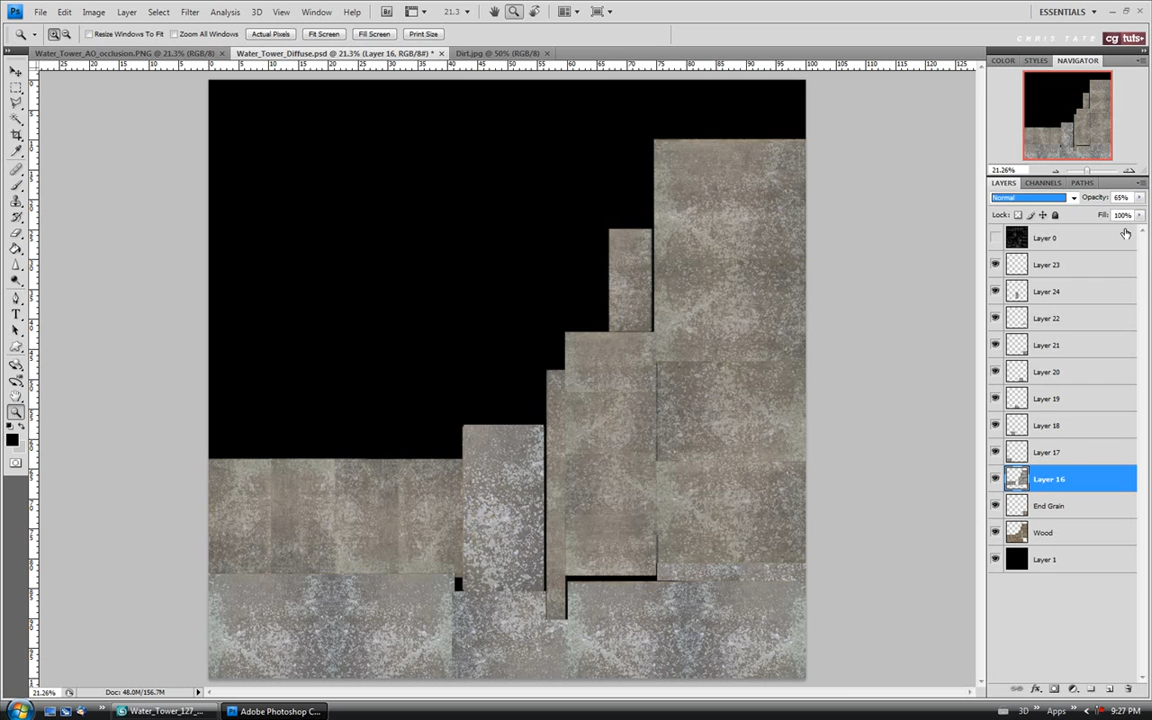 Ps File Edit Image Layer Select Filter Analysis 3D View Window Help Br 21.3 ESSENTIALS
Resize Windows To Fit Zoom All Windows Actual Pixels Fit Screen Fill Screen Print Size
CHRIS TATE cgtuts+
Water_Tower_AO_occlusion.PNG @ 21.3% (RGB/8) × Water_Tower_Diffuse.psd @ 21.3% (Layer 16, RGB/8#) * × Dirt.jpg @ 50% (RGB/8) ×
COLOR STYLES NAVIGATOR
21.26%
LAYERS CHANNELS PATHS
Normal Opacity: 65%
Lock: Fill: 100%
Layer 0
Layer 23
Layer 24
Layer 22
Layer 21
Layer 20
Layer 19
Layer 18
Layer 17
Layer 16
End Grain
Wood
Layer 1
21.26% Doc: 48.0M/156.7M
Water_Tower_127_... Adobe Photoshop C... 3D Apps 9:27 PM